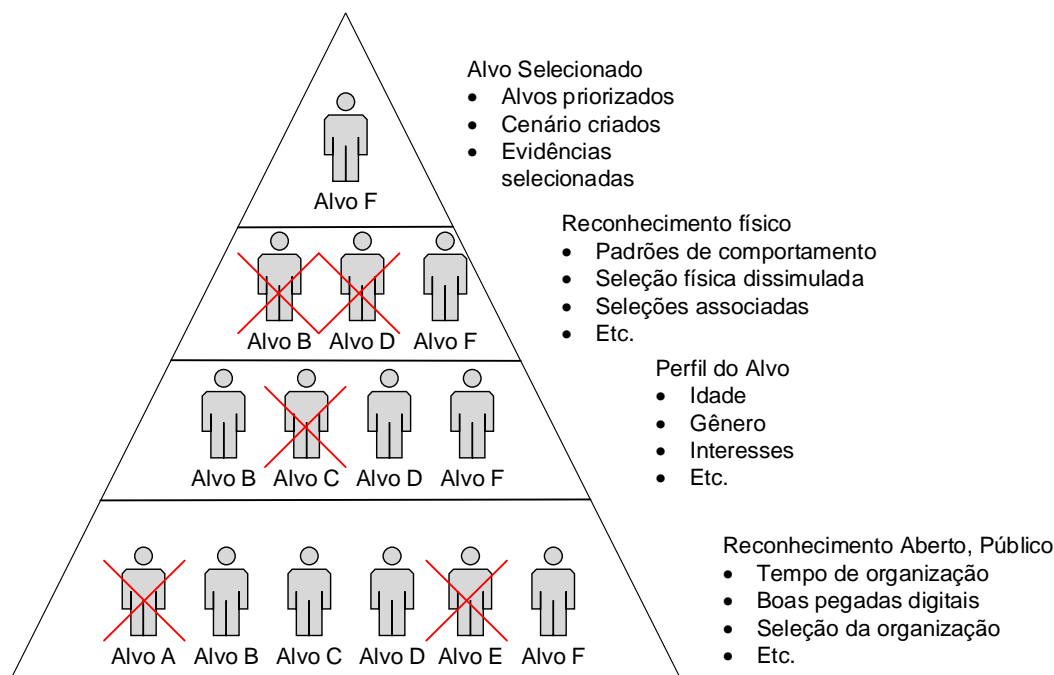 Alvo Selecionado
• Alvos priorizados
• Cenário criados
• Evidências
selecionadas
Alvo F
Reconhecimento físico
• Padrões de comportamento
• Seleção física dissimulada
• Seleções associadas
• Etc.
Alvo B Alvo D Alvo F
Perfil do Alvo
• Idade
• Gênero
• Interesses
• Etc.
Alvo B Alvo C Alvo D Alvo F
Reconhecimento Aberto, Público
• Tempo de organização
• Boas pegadas digitais
• Seleção da organização
• Etc.
Alvo A Alvo B Alvo C Alvo D Alvo E Alvo F